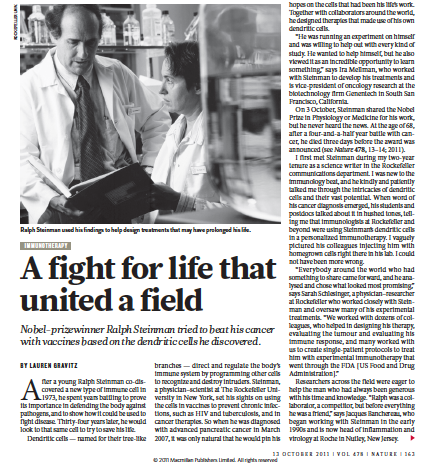 ROCKEFELLER UNIV.
Ralph Steinman used his findings to help design treatments that may have prolonged his life.
IMMUNOTHERAPY
A fight for life that
united a field
Nobel-prizewinner Ralph Steinman tried to beat his cancer
with vaccines based on the dendritic cells he discovered.
BY LAUREN GRAVITZ
After a young Ralph Steinman co-dis-
covered a new type of immune cell in
1973, he spent years battling to prove
its importance in defending the body against
pathogens, and to show how it could be used to
fight disease. Thirty-four years later, he would
look to that same cell to try to save his life.
Dendritic cells — named for their tree-like
branches — direct and regulate the body's
immune system by programming other cells
to recognize and destroy intruders. Steinman,
a physician-scientist at The Rockefeller Uni-
versity in New York, set his sights on using
the cells in vaccines to prevent chronic infec-
tions, such as HIV and tuberculosis, and in
cancer therapies. So when he was diagnosed
with advanced pancreatic cancer in March
2007, it was only natural that he would pin his
hopes on the cells that had been his life's work.
Together with collaborators around the world,
he designed therapies that made use of his own
dendritic cells.
"He was running an experiment on himself
and was willing to help out with every kind of
study. He wanted to help himself, but he also
viewed it as an incredible opportunity to learn
something," says Ira Mellman, who worked
with Steinman to develop his treatments and
is vice-president of oncology research at the
biotechnology firm Genentech in South San
Francisco, California.
On 3 October, Steinman shared the Nobel
Prize in Physiology or Medicine for his work,
but he never heard the news. At the age of 68,
after a four-and-a-half year battle with can-
cer, he died three days before the award was
announced (see Nature 478, 13–14; 2011).
I first met Steinman during my two-year
tenure as a science writer in the Rockefeller
communications department. I was new to the
immunology beat, and he kindly and patiently
talked me through the intricacies of dendritic
cells and their vast potential. When word of
his cancer diagnosis emerged, his students and
postdocs talked about it in hushed tones, tell-
ing me that immunologists at Rockefeller and
beyond were using Steinman's dendritic cells
in a personalized immunotherapy. I vaguely
pictured his colleagues injecting him with
homegrown cells right there in his lab. I could
not have been more wrong.
"Everybody around the world who had
something to share came forward, and he ana-
lysed and chose what looked most promising,"
says Sarah Schlesinger, a physician-researcher
at Rockefeller who worked closely with Stein-
man and oversaw many of his experimental
treatments. "We worked with dozens of col-
leagues, who helped in designing his therapy,
evaluating the tumour and evaluating his
immune response, and many worked with
us to create single-patient protocols to treat
him with experimental immunotherapy that
went through the FDA [US Food and Drug
Administration]."
Researchers across the field were eager to
help the man who had always been generous
with his time and knowledge. "Ralph was a col-
laborator, a competitor, but before everything
he was a friend," says Jacques Banchereau, who
began working with Steinman in the early
1990s and is now head of inflammation and
virology at Roche in Nutley, New Jersey.
13 OCTOBER 2011 | VOL 478 | NATURE | 163
© 2011 Macmillan Publishers Limited. All rights reserved